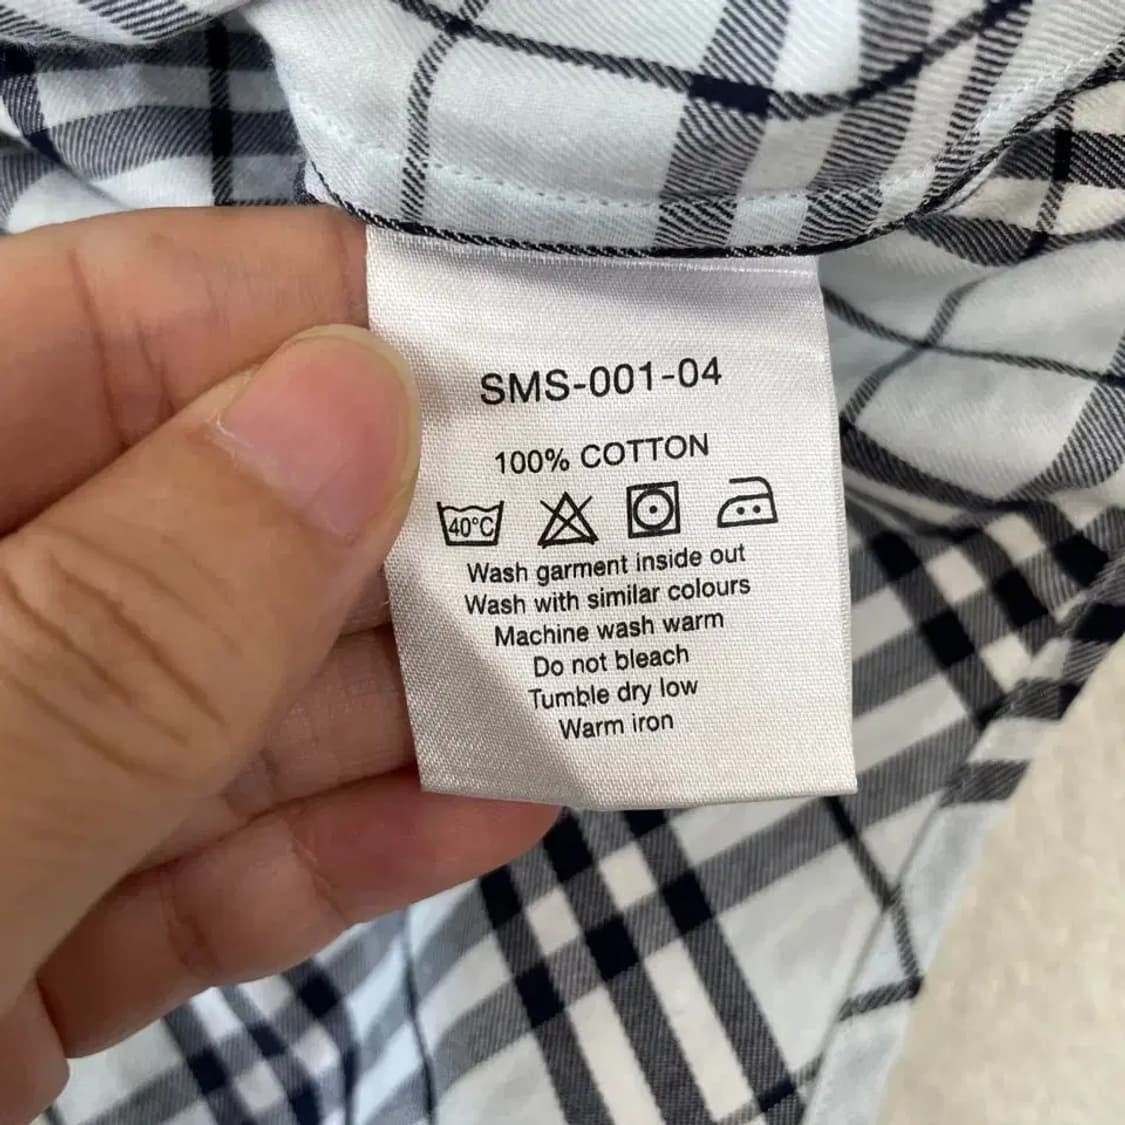 SMS-001-04
100% COTTON
40°C
Wash garment inside out
Wash with similar colours
Machine wash warm
Do not bleach
Tumble dry low
Warm iron